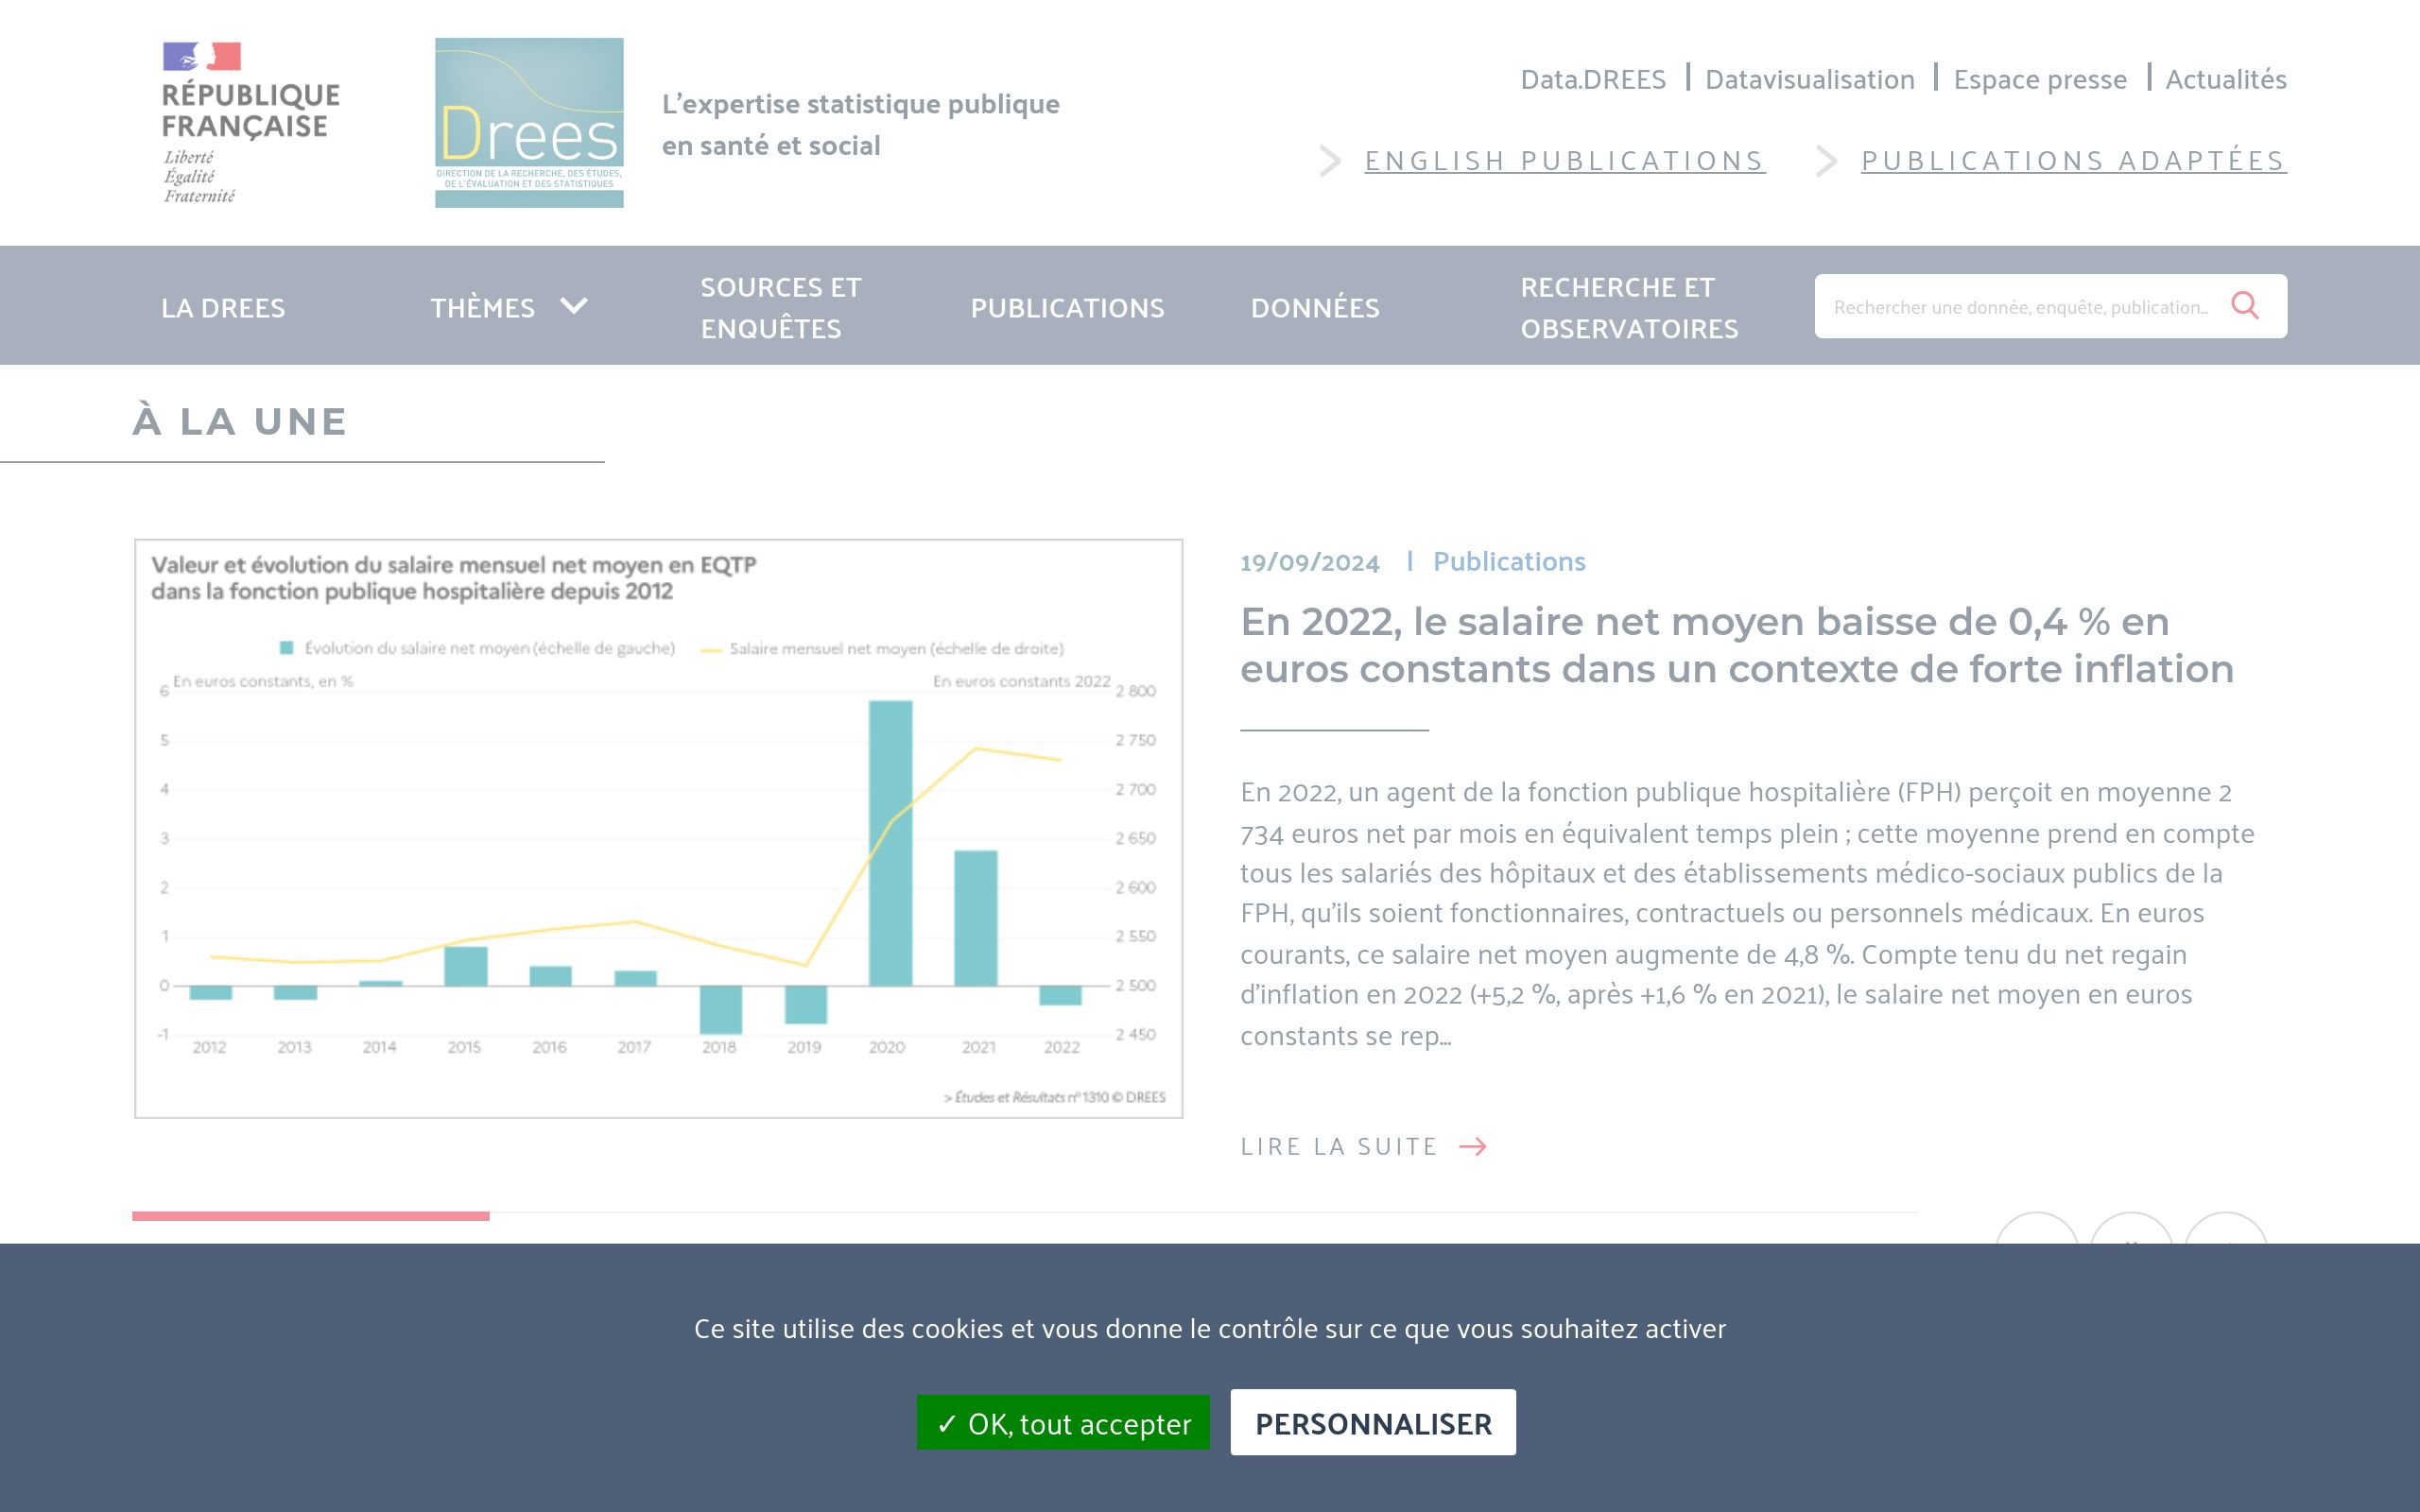 RÉPUBLIQUE
FRANÇAISE
Liberté
Égalité
Fraternité
Drees
DIRECTION DE LA RECHERCHE, DES ÉTUDES,
DE L'ÉVALUATION ET DES STATISTIQUES
L'expertise statistique publique
en santé et social
Data.DREES | Datavisualisation | Espace presse | Actualités
ENGLISH PUBLICATIONS PUBLICATIONS ADAPTÉES
LA DREES
THÈMES
SOURCES ET
ENQUÊTES
PUBLICATIONS
DONNÉES
RECHERCHE ET
OBSERVATOIRES
Rechercher une donnée, enquête, publication...
À LA UNE
Valeur et évolution du salaire mensuel net moyen en EQTP
dans la fonction publique hospitalière depuis 2012
Évolution du salaire net moyen (échelle de gauche) Salaire mensuel net moyen (échelle de droite)
En euros constants, en % En euros constants 2022
6 2 800
5 2 750
4 2 700
3 2 650
2 2 600
1 2 550
0 2 500
-1 2 450
2012 2013 2014 2015 2016 2017 2018 2019 2020 2021 2022
> Études et Résultats n° 1310 © DREES
19/09/2024 | Publications
En 2022, le salaire net moyen baisse de 0,4 % en
euros constants dans un contexte de forte inflation
En 2022, un agent de la fonction publique hospitalière (FPH) perçoit en moyenne 2
734 euros net par mois en équivalent temps plein ; cette moyenne prend en compte
tous les salariés des hôpitaux et des établissements médico-sociaux publics de la
FPH, qu'ils soient fonctionnaires, contractuels ou personnels médicaux. En euros
courants, ce salaire net moyen augmente de 4,8 %. Compte tenu du net regain
d'inflation en 2022 (+5,2 %, après +1,6 % en 2021), le salaire net moyen en euros
constants se rep...
LIRE LA SUITE
Ce site utilise des cookies et vous donne le contrôle sur ce que vous souhaitez activer
✓ OK, tout accepter PERSONNALISER